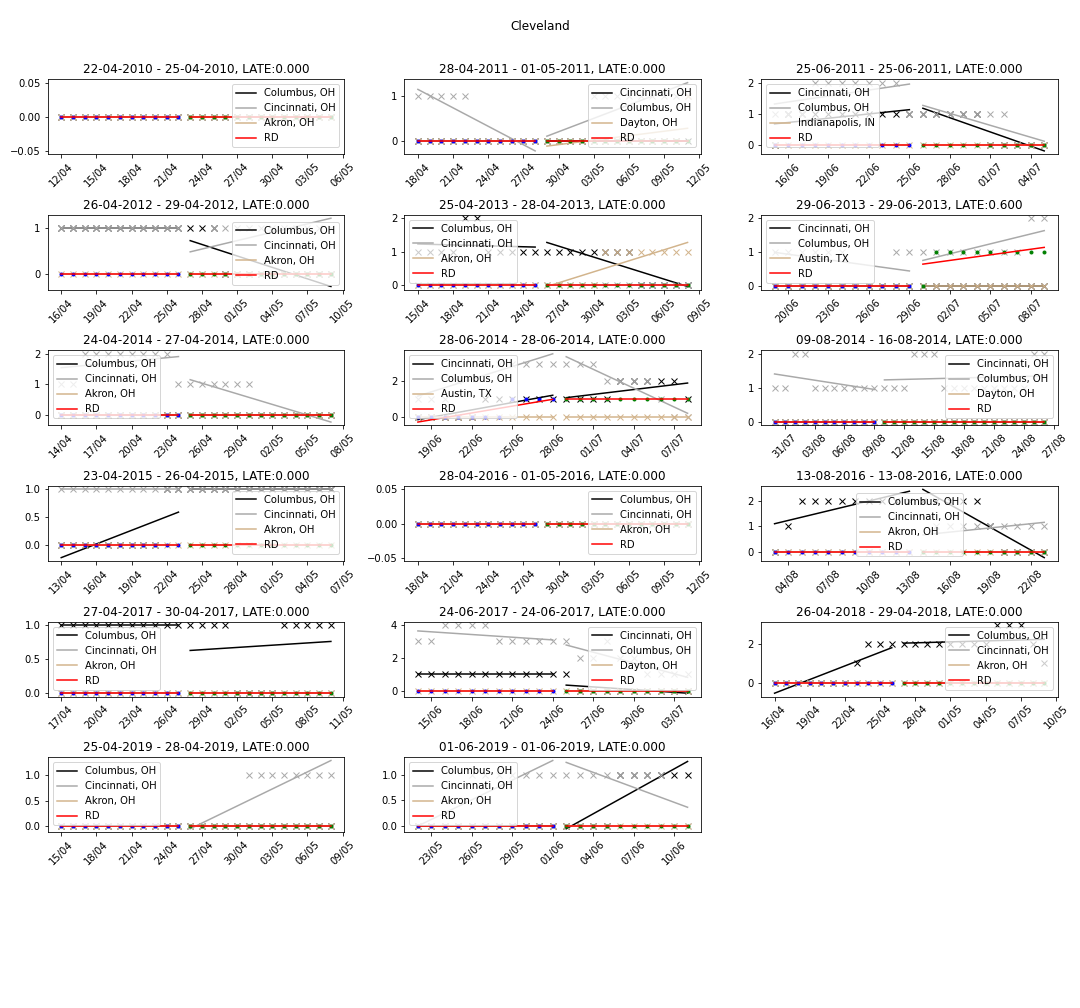 Cleveland
22-04-2010 - 25-04-2010, LATE:0.000
0.05
0.00
−0.05
Columbus, OH
Cincinnati, OH
Akron, OH
RD
12/04 15/04 18/04 21/04 24/04 27/04 30/04 03/05 06/05
28-04-2011 - 01-05-2011, LATE:0.000
1
0
Cincinnati, OH
Columbus, OH
Dayton, OH
RD
18/04 21/04 24/04 27/04 30/04 03/05 06/05 09/05 12/05
25-06-2011 - 25-06-2011, LATE:0.000
2
1
0
Cincinnati, OH
Columbus, OH
Indianapolis, IN
RD
16/06 19/06 22/06 25/06 28/06 01/07 04/07
26-04-2012 - 29-04-2012, LATE:0.000
1
0
Columbus, OH
Cincinnati, OH
Akron, OH
RD
16/04 19/04 22/04 25/04 28/04 01/05 04/05 07/05 10/05
25-04-2013 - 28-04-2013, LATE:0.000
2
1
0
Columbus, OH
Cincinnati, OH
Akron, OH
RD
15/04 18/04 21/04 24/04 27/04 30/04 03/05 06/05 09/05
29-06-2013 - 29-06-2013, LATE:0.600
2
1
0
Cincinnati, OH
Columbus, OH
Austin, TX
RD
20/06 23/06 26/06 29/06 02/07 05/07 08/07
24-04-2014 - 27-04-2014, LATE:0.000
2
1
0
Columbus, OH
Cincinnati, OH
Akron, OH
RD
14/04 17/04 20/04 23/04 26/04 29/04 02/05 05/05 08/05
28-06-2014 - 28-06-2014, LATE:0.000
2
0
Cincinnati, OH
Columbus, OH
Austin, TX
RD
19/06 22/06 25/06 28/06 01/07 04/07 07/07
09-08-2014 - 16-08-2014, LATE:0.000
2
1
0
Cincinnati, OH
Columbus, OH
Dayton, OH
RD
31/07 03/08 06/08 09/08 12/08 15/08 18/08 21/08 24/08 27/08
23-04-2015 - 26-04-2015, LATE:0.000
1.0
0.5
0.0
Columbus, OH
Cincinnati, OH
Akron, OH
RD
13/04 16/04 19/04 22/04 25/04 28/04 01/05 04/05 07/05
28-04-2016 - 01-05-2016, LATE:0.000
0.05
0.00
−0.05
Columbus, OH
Cincinnati, OH
Akron, OH
RD
18/04 21/04 24/04 27/04 30/04 03/05 06/05 09/05 12/05
13-08-2016 - 13-08-2016, LATE:0.000
2
1
0
Columbus, OH
Cincinnati, OH
Akron, OH
RD
04/08 07/08 10/08 13/08 16/08 19/08 22/08
27-04-2017 - 30-04-2017, LATE:0.000
1.0
0.5
0.0
Columbus, OH
Cincinnati, OH
Akron, OH
RD
17/04 20/04 23/04 26/04 29/04 02/05 05/05 08/05 11/05
24-06-2017 - 24-06-2017, LATE:0.000
4
2
0
Cincinnati, OH
Columbus, OH
Dayton, OH
RD
15/06 18/06 21/06 24/06 27/06 30/06 03/07
26-04-2018 - 29-04-2018, LATE:0.000
2
0
Columbus, OH
Cincinnati, OH
Akron, OH
RD
16/04 19/04 22/04 25/04 28/04 01/05 04/05 07/05 10/05
25-04-2019 - 28-04-2019, LATE:0.000
1.0
0.5
0.0
Columbus, OH
Cincinnati, OH
Akron, OH
RD
15/04 18/04 21/04 24/04 27/04 30/04 03/05 06/05 09/05
01-06-2019 - 01-06-2019, LATE:0.000
1.0
0.5
0.0
Columbus, OH
Cincinnati, OH
Akron, OH
RD
23/05 26/05 29/05 01/06 04/06 07/06 10/06